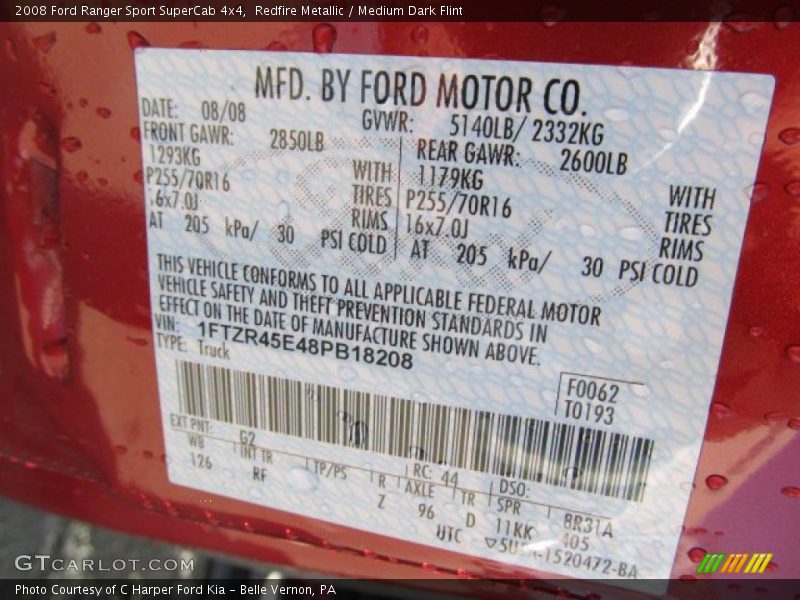 2008 Ford Ranger Sport SuperCab 4x4, Redfire Metallic / Medium Dark Flint
MFD. BY FORD MOTOR CO.
DATE: 08/08 GVWR: 5140LB/ 2332KG
FRONT GAWR: 2850LB REAR GAWR: 2600LB
1293KG WITH 1179KG WITH
P255/70R16 TIRES P255/70R16 TIRES
16x7.0J RIMS 16x7.0J RIMS
AT 205 kPa/ 30 PSI COLD AT 205 kPa/ 30 PSI COLD
THIS VEHICLE CONFORMS TO ALL APPLICABLE FEDERAL MOTOR
VEHICLE SAFETY AND THEFT PREVENTION STANDARDS IN
EFFECT ON THE DATE OF MANUFACTURE SHOWN ABOVE.
VIN: 1FTZR45E48PB18208
TYPE: Truck
F0062
T0193
EXT PNT: G2 RC: 44 DSO:
WB INT TR TP/PS R AXLE TR SPR 8R31A
126 RF Z 96 D 11KK 405
UTC
GTCarLot.com
Photo Courtesy of C Harper Ford Kia - Belle Vernon, PA